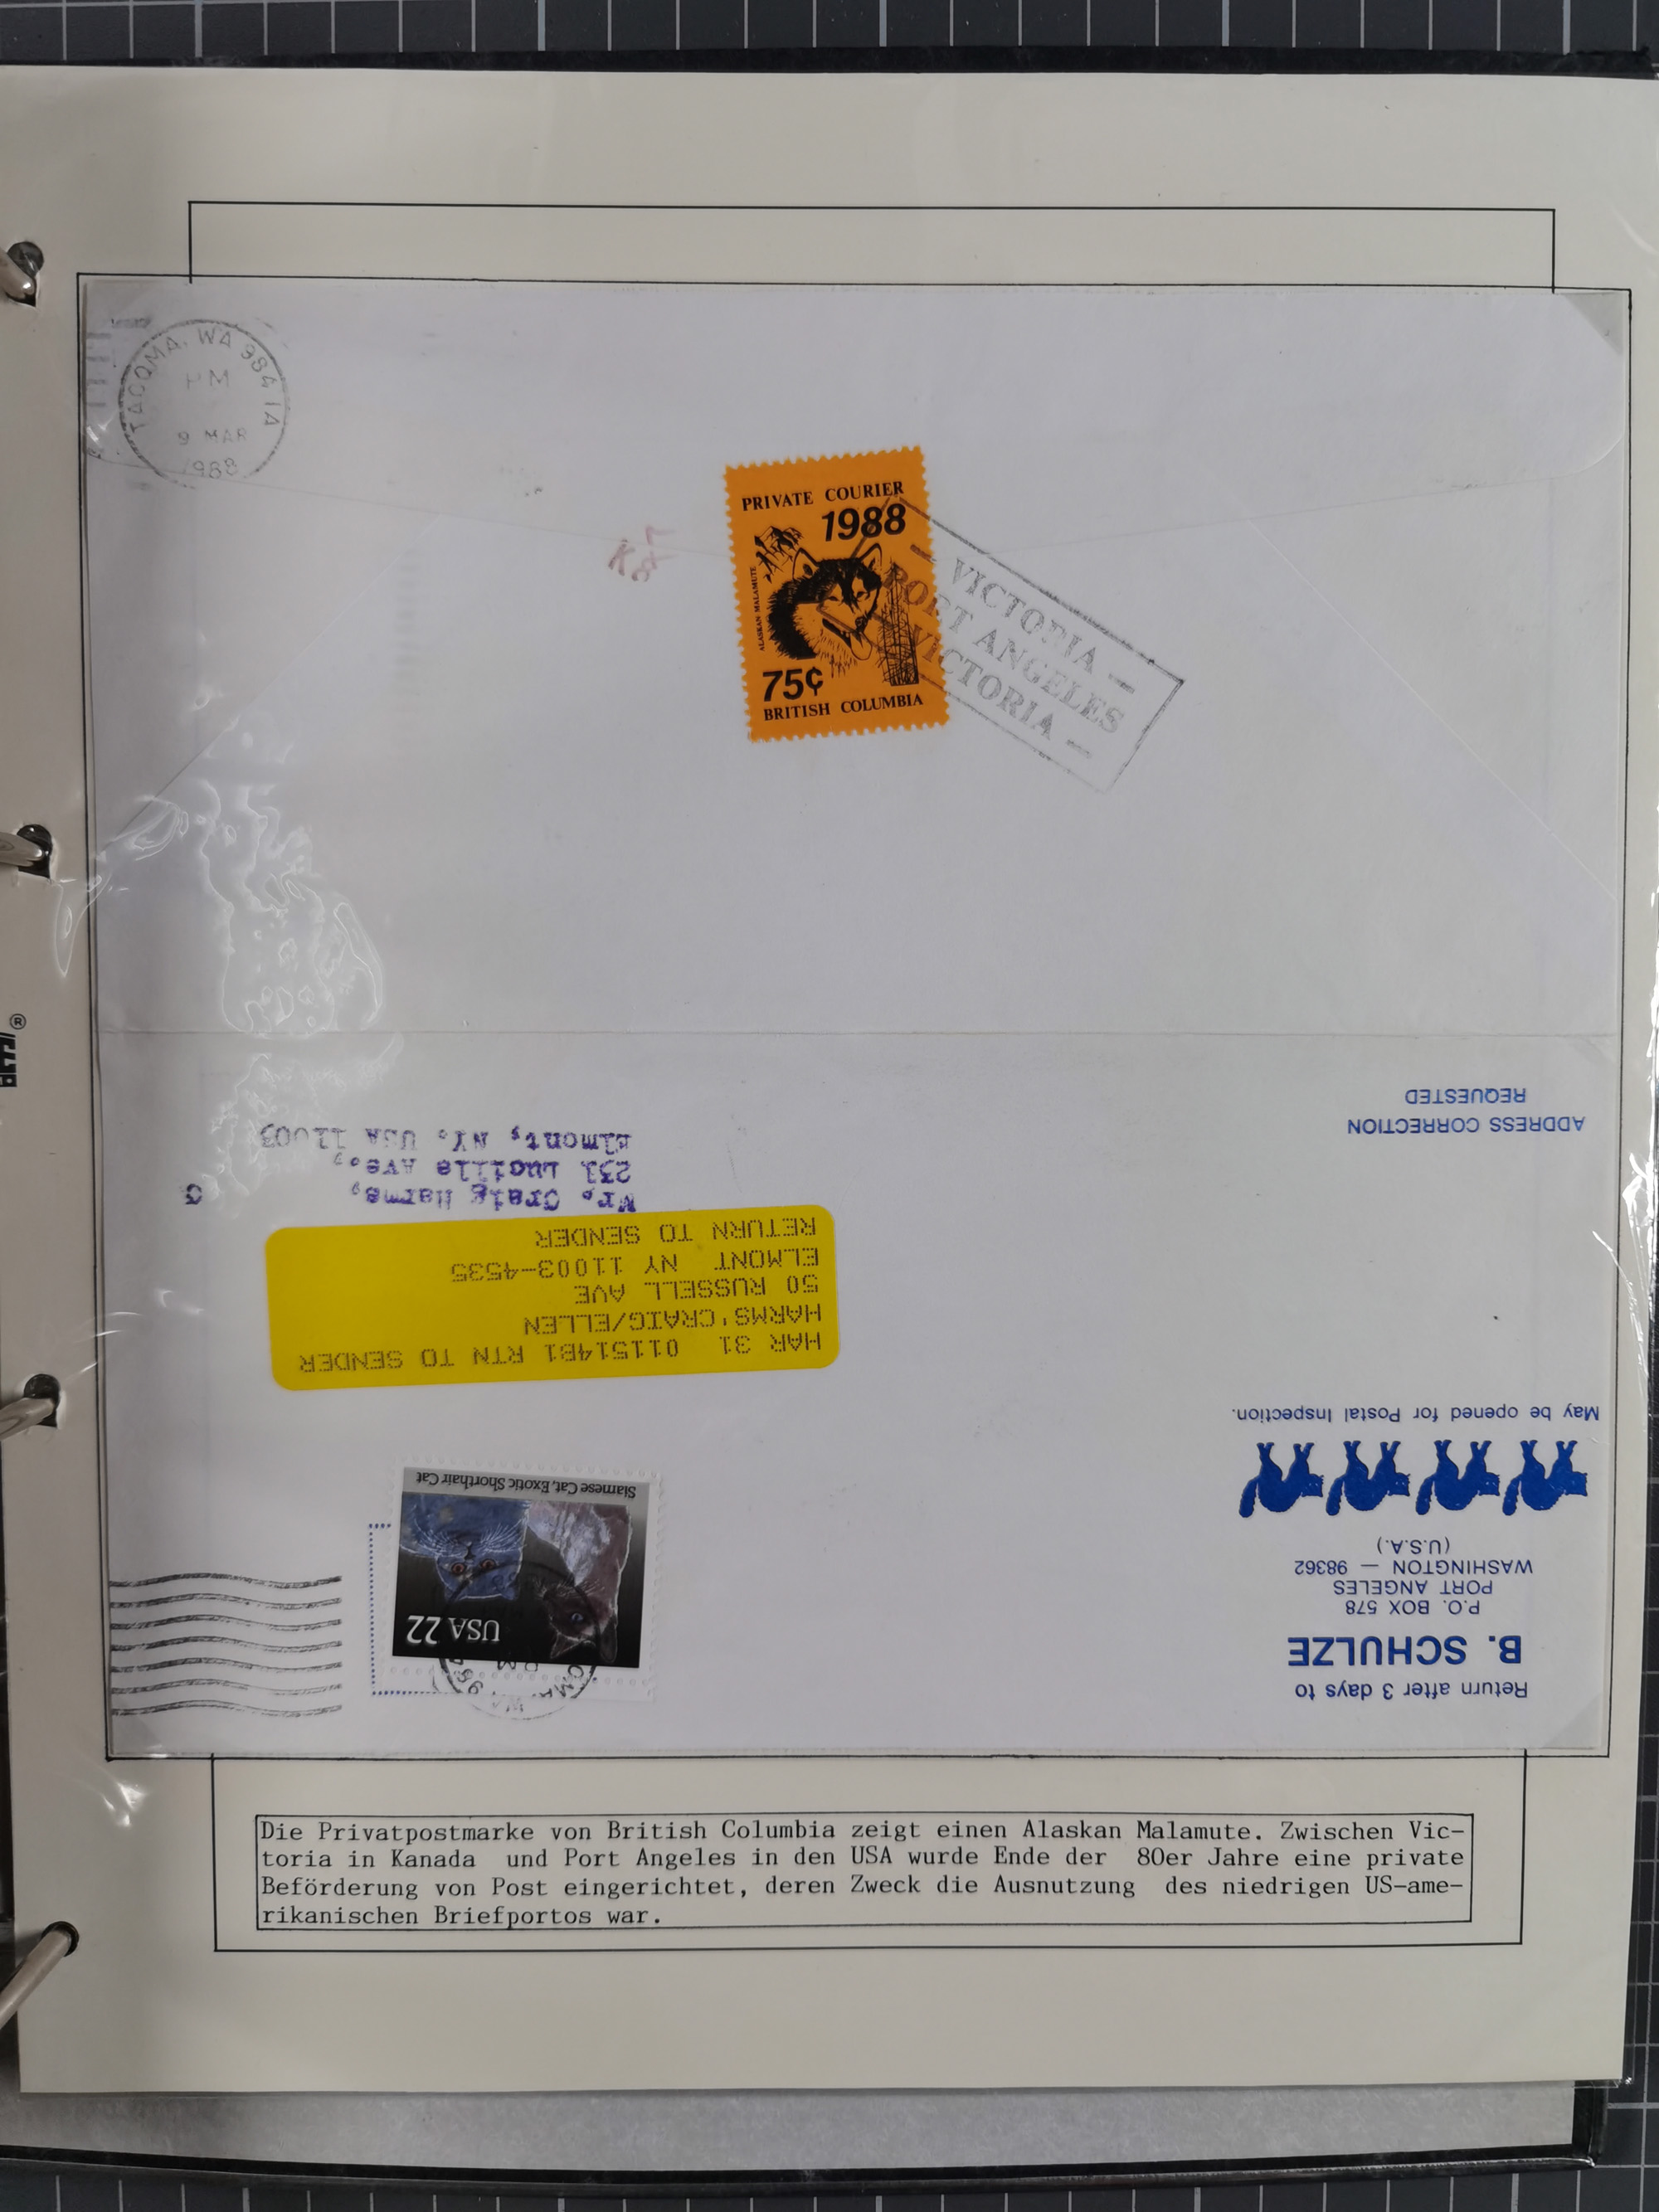 TACOMA, WA 984 1A
PM
9 MAR
1988
PRIVATE COURIER
1988
ALASKAN MALAMUTE
75¢
BRITISH COLUMBIA
— VICTORIA —
PORT ANGELES
— VICTORIA —
Return after 3 days to
B. SCHULZE
P.O. BOX 578
PORT ANGELES
WASHINGTON — 98362
(U.S.A.)
May be opened for Postal Inspection.
ADDRESS CORRECTION
REQUESTED
USA 22
Siamese Cat, Exotic Shorthair Cat
HAR 31 011514B1 RTN TO SENDER
HARMS'CRAIG/ELLEN
50 RUSSELL AVE
ELMONT NY 11003-4535
RETURN TO SENDER
Mr. Craig Harms,
231 Lucille Ave.,
Elmont, NY. USA 11003
Die Privatpostmarke von British Columbia zeigt einen Alaskan Malamute. Zwischen Vic-
toria in Kanada und Port Angeles in den USA wurde Ende der 80er Jahre eine private
Beförderung von Post eingerichtet, deren Zweck die Ausnutzung des niedrigen US-ame-
rikanischen Briefportos war.